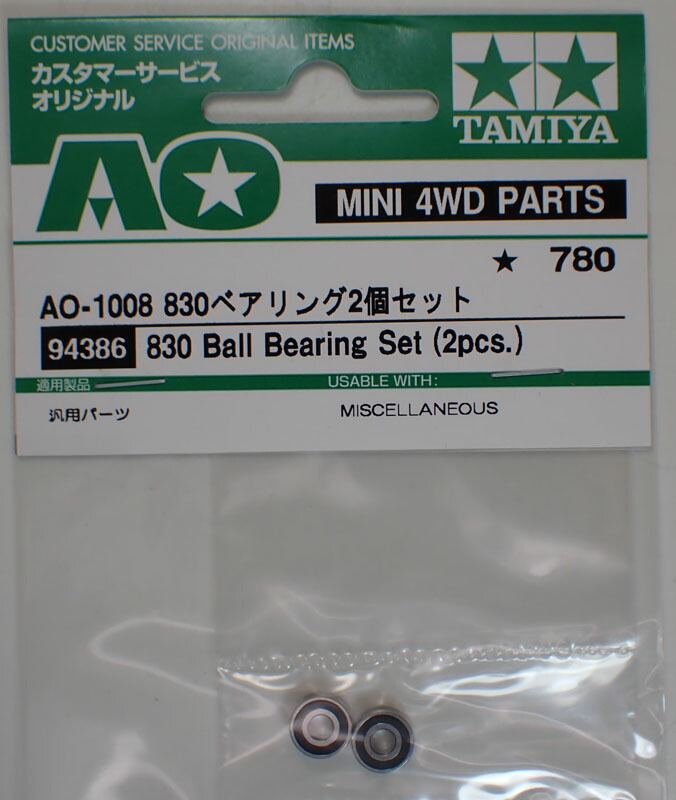 CUSTOMER SERVICE ORIGINAL ITEMS
カスタマーサービス
オリジナル
TAMIYA
AO
MINI 4WD PARTS
★ 780
AO-1008 830ベアリング2個セット
94386 830 Ball Bearing Set (2pcs.)
適用製品 USABLE WITH:
汎用パーツ MISCELLANEOUS